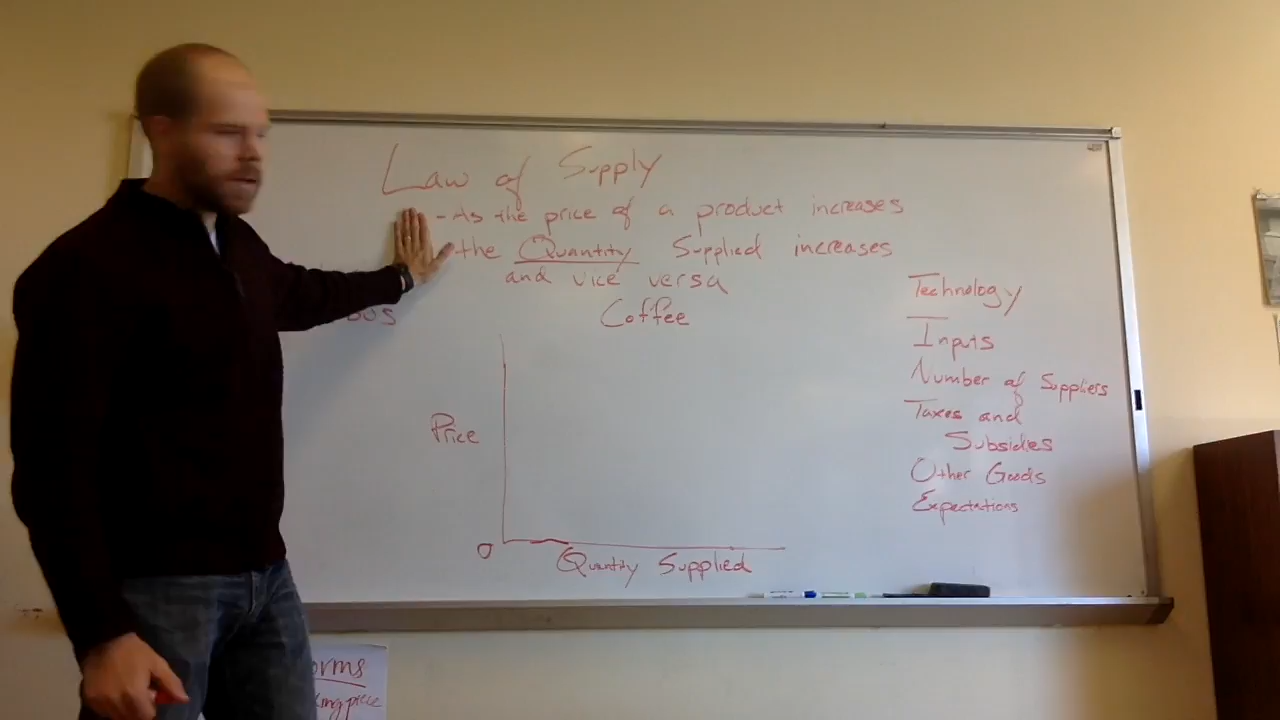 Law of Supply
- As the price of a product increases
the Quantity Supplied increases
and vice versa
Coffee
Price
0
Quantity Supplied
Technology
Inputs
Number of Suppliers
Taxes and
Subsidies
Other Goods
Expectations